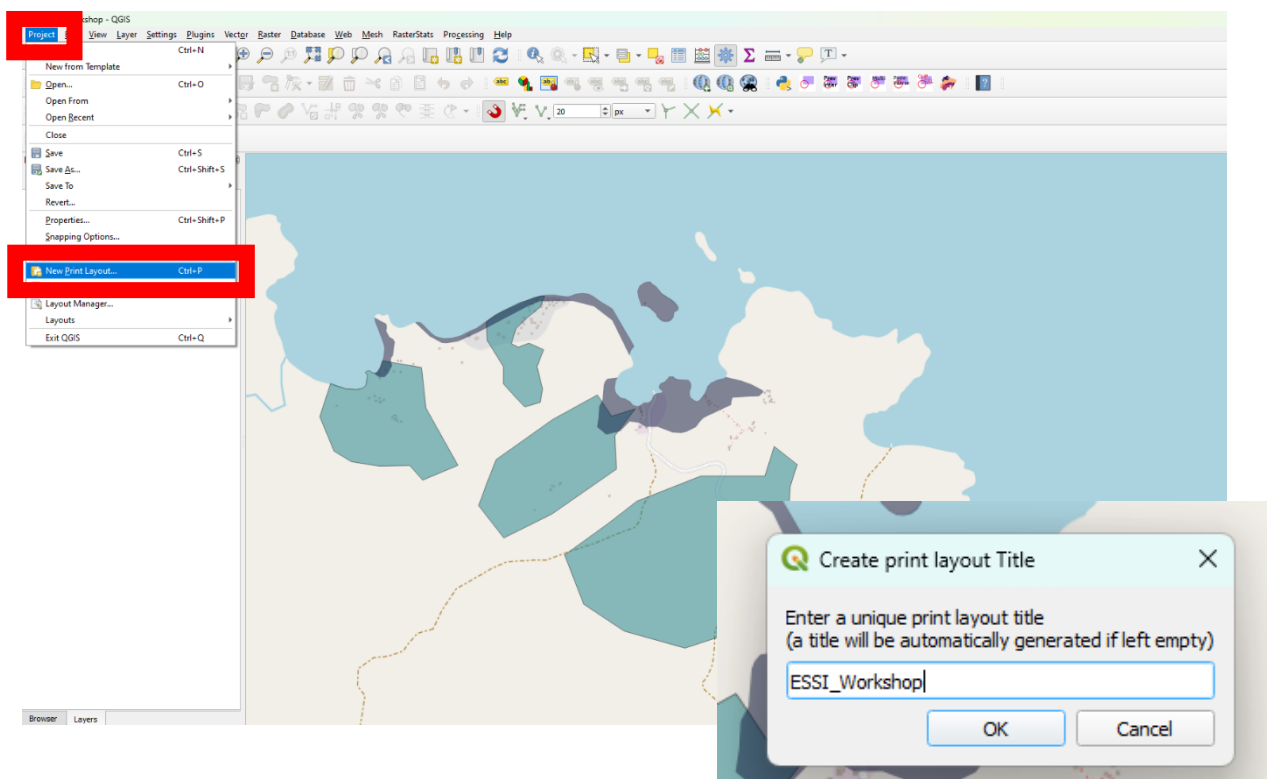 shop - QGIS
Project View Layer Settings Plugins Vector Raster Database Web Mesh RasterStats Processing Help
Ctrl+N
New from Template
Open... Ctrl+O
Open From
Open Recent
Close
Save Ctrl+S
Save As... Ctrl+Shift+S
Save To
Revert...
Properties... Ctrl+Shift+P
Snapping Options...
New Print Layout... Ctrl+P
Layout Manager...
Layouts
Exit QGIS Ctrl+Q
abc
20 px
Browser Layers
Create print layout Title
Enter a unique print layout title
(a title will be automatically generated if left empty)
ESSI_Workshop
OK Cancel